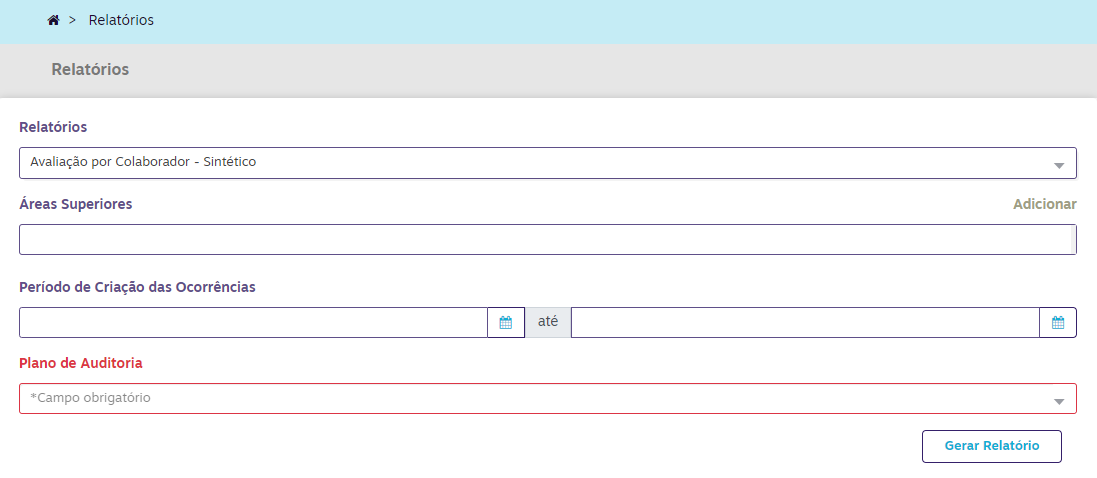 > Relatórios
Relatórios
Relatórios
Avaliação por Colaborador - Sintético
Áreas Superiores Adicionar
Período de Criação das Ocorrências
até
Plano de Auditoria
*Campo obrigatório
Gerar Relatório